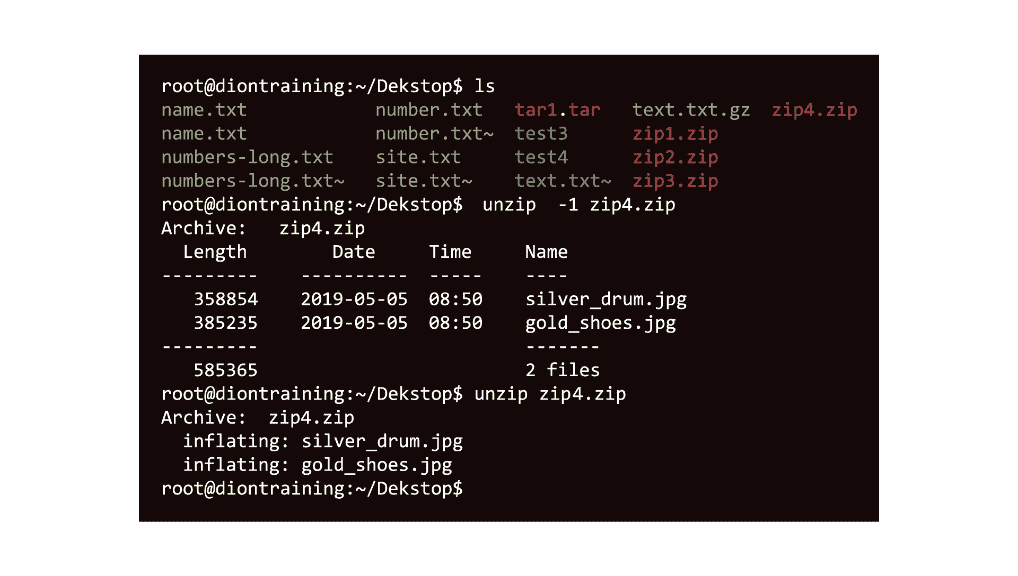 root@diontraining:~/Dekstop$ ls
name.txt            number.txt   tar1.tar   text.txt.gz  zip4.zip
name.txt            number.txt~  test3      zip1.zip
numbers-long.txt    site.txt     test4      zip2.zip
numbers-long.txt~   site.txt~    text.txt~  zip3.zip
root@diontraining:~/Dekstop$  unzip  -1 zip4.zip
Archive:   zip4.zip
  Length        Date     Time     Name
---------    ---------- -----    ----
   358854    2019-05-05  08:50    silver_drum.jpg
   385235    2019-05-05  08:50    gold_shoes.jpg
---------                         -------
   585365                         2 files
root@diontraining:~/Dekstop$ unzip zip4.zip
Archive:  zip4.zip
  inflating: silver_drum.jpg
  inflating: gold_shoes.jpg
root@diontraining:~/Dekstop$